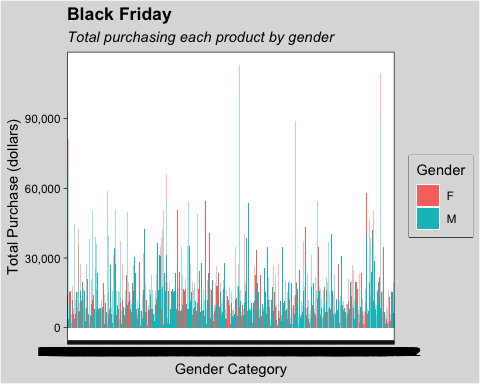 Black Friday
Total purchasing each product by gender
Total Purchase (dollars)
90,000
60,000
30,000
0
Gender Category
Gender
F
M